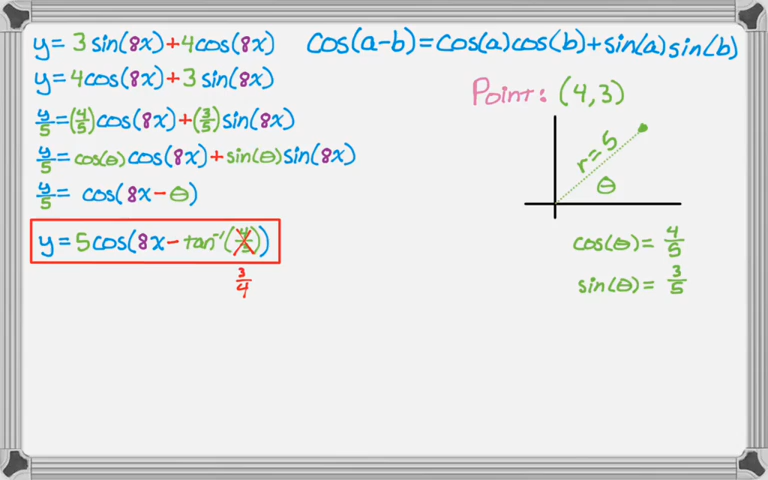 y = 3 sin(8x) + 4cos(8x)
y = 4cos(8x) + 3 sin(8x)
y/5 = (4/5) cos(8x) + (3/5) sin(8x)
y/5 = cos(θ) cos(8x) + sin(θ) sin(8x)
y/5 = cos(8x - θ)
y = 5 cos(8x - tan⁻¹(4/3))
3/4
cos(a-b) = cos(a) cos(b) + sin(a) sin(b)
Point: (4,3)
r = 5
θ
cos(θ) = 4/5
sin(θ) = 3/5